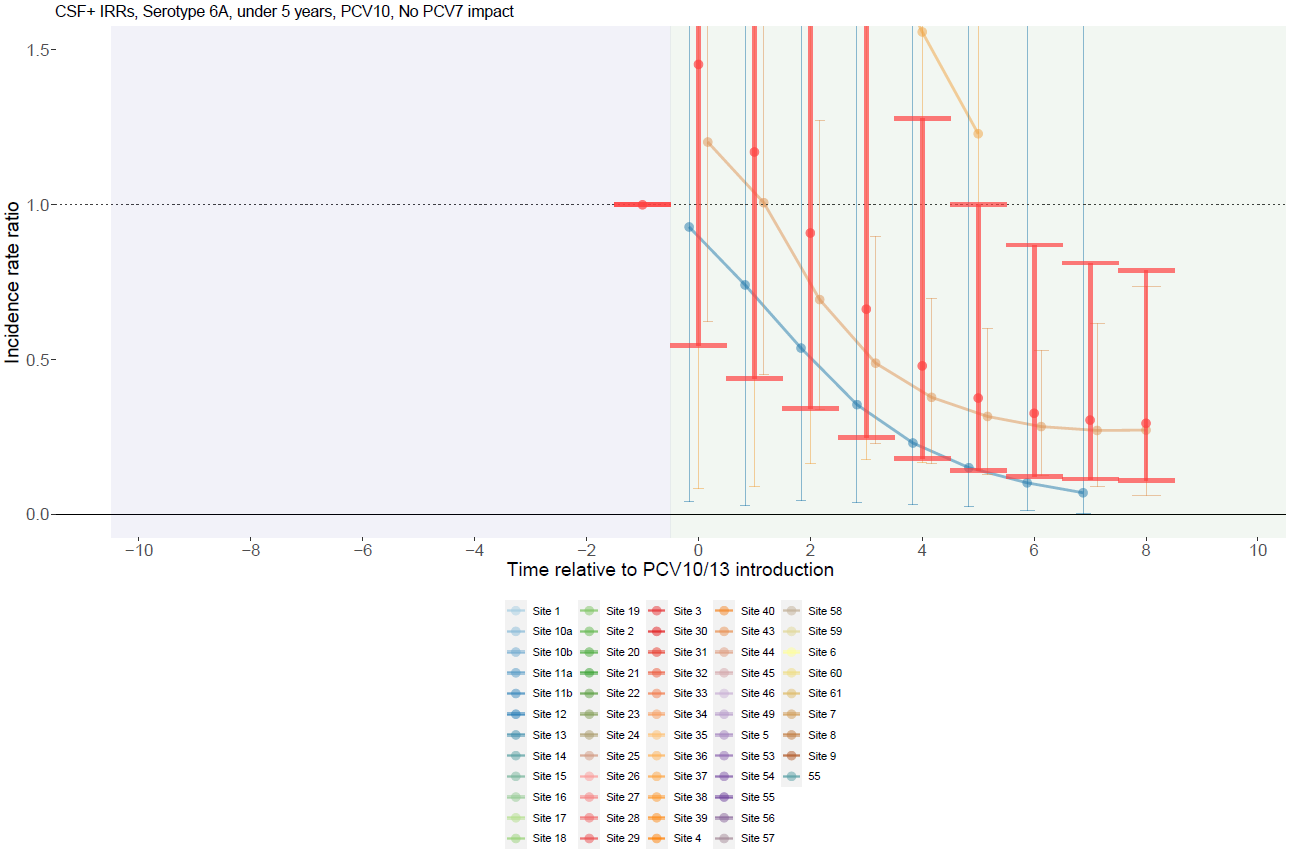 CSF+ IRRs, Serotype 6A, under 5 years, PCV10, No PCV7 impact
1.5
1.0
0.5
0.0
Incidence rate ratio
−10 −8 −6 −4 −2 0 2 4 6 8 10
Time relative to PCV10/13 introduction
Site 1 Site 19 Site 3 Site 40 Site 58
Site 10a Site 2 Site 30 Site 43 Site 59
Site 10b Site 20 Site 31 Site 44 Site 6
Site 11a Site 21 Site 32 Site 45 Site 60
Site 11b Site 22 Site 33 Site 46 Site 61
Site 12 Site 23 Site 34 Site 49 Site 7
Site 13 Site 24 Site 35 Site 5 Site 8
Site 14 Site 25 Site 36 Site 53 Site 9
Site 15 Site 26 Site 37 Site 54 55
Site 16 Site 27 Site 38 Site 55
Site 17 Site 28 Site 39 Site 56
Site 18 Site 29 Site 4 Site 57